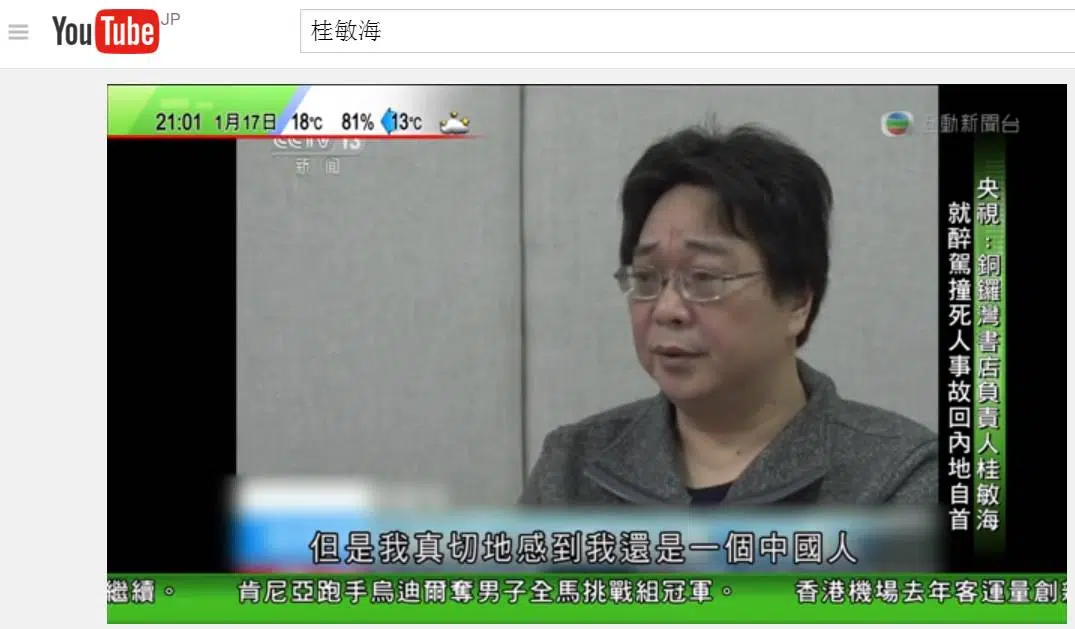 YouTube JP
桂敏海
21:01 1月17日 18℃ 81% 13℃
CCTV 13
新闻
互動新聞台
央視：銅鑼灣書店負責人桂敏海
就醉駕撞死人事故回內地自首
但是我真切地感到我還是一個中國人
繼續。 肯尼亞跑手烏迪爾奪男子全馬挑戰組冠軍。 香港機場去年客運量創